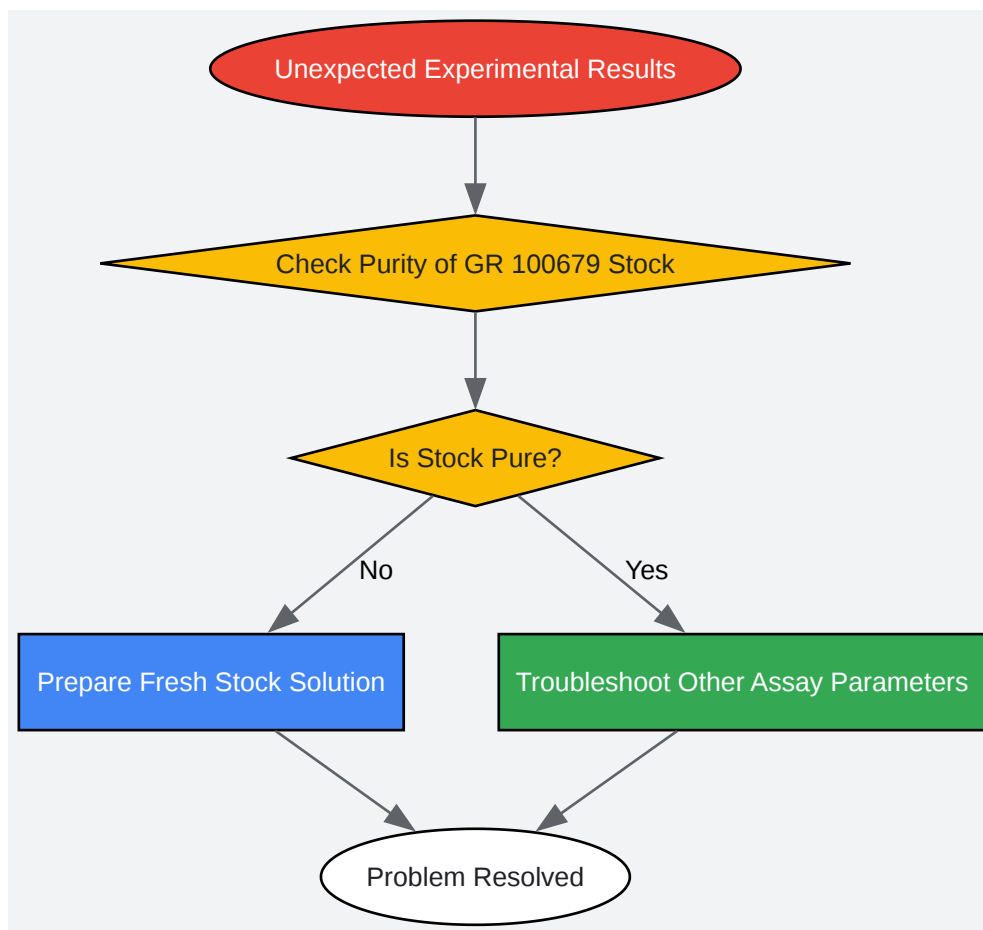 Unexpected Experimental Results
Check Purity of GR 100679 Stock
Is Stock Pure?
No
Yes
Prepare Fresh Stock Solution
Troubleshoot Other Assay Parameters
Problem Resolved